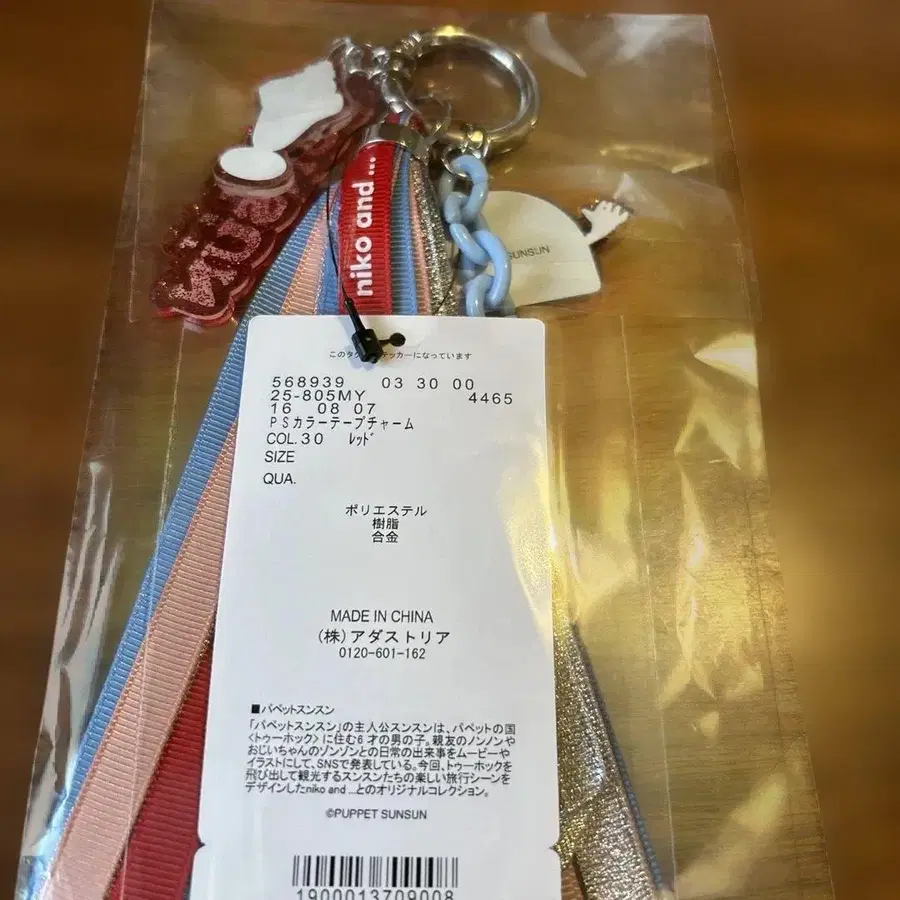 niko and ...
SUNSUN
このタグはステッカーになっています
568939 03 30 00
25-805MY 4465
16 08 07
PSカラーテープチャーム
COL.30 レッド
SIZE
QUA.
ポリエステル
樹脂
合金
MADE IN CHINA
(株)アダストリア
0120-601-162
■パペットスンスン
「パペットスンスン」の主人公スンスンは、パペットの国
〈トゥーホック〉に住む6才の男の子。親友のノンノンや
おじいちゃんのゾンゾンとの日常の出来事をムービーや
イラストにして、SNSで発表している。今回、トゥーホックを
飛び出して観光するスンスンたちの楽しい旅行シーンを
デザインしたniko and ...とのオリジナルコレクション。
©PUPPET SUNSUN
1900013709008